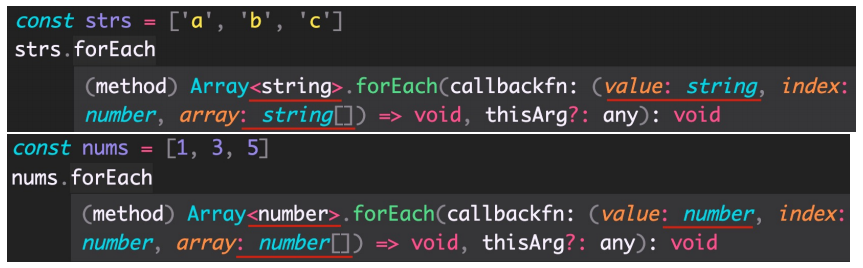 const strs = ['a', 'b', 'c']
strs.forEach
(method) Array<string>.forEach(callbackfn: (value: string, index:
number, array: string[]) => void, thisArg?: any): void
const nums = [1, 3, 5]
nums.forEach
(method) Array<number>.forEach(callbackfn: (value: number, index:
number, array: number[]) => void, thisArg?: any): void